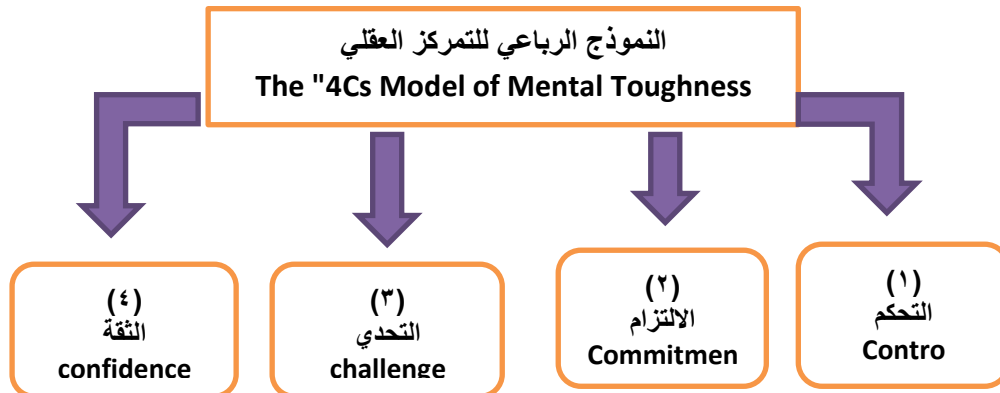 النموذج الرباعي للتمركز العقلي
The "4Cs Model of Mental Toughness
(١)
التحكم
Contro
(٢)
الالتزام
Commitmen
(٣)
التحدي
challenge
(٤)
الثقة
confidence